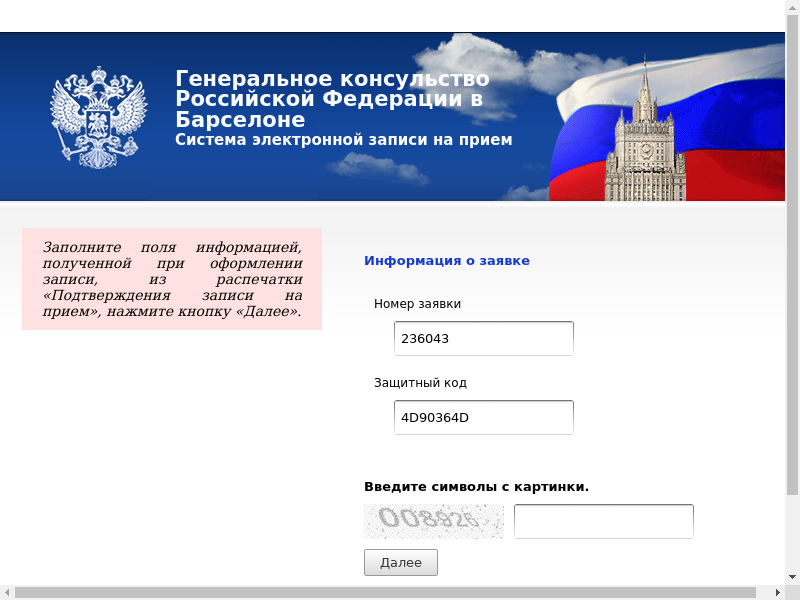 Генеральное консульство
Российской Федерации в
Барселоне
Система электронной записи на прием
Заполните поля информацией,
полученной при оформлении
записи, из распечатки
«Подтверждения записи на
прием», нажмите кнопку «Далее».
Информация о заявке
Номер заявки
236043
Защитный код
4D90364D
Введите символы с картинки.
008926
Далее